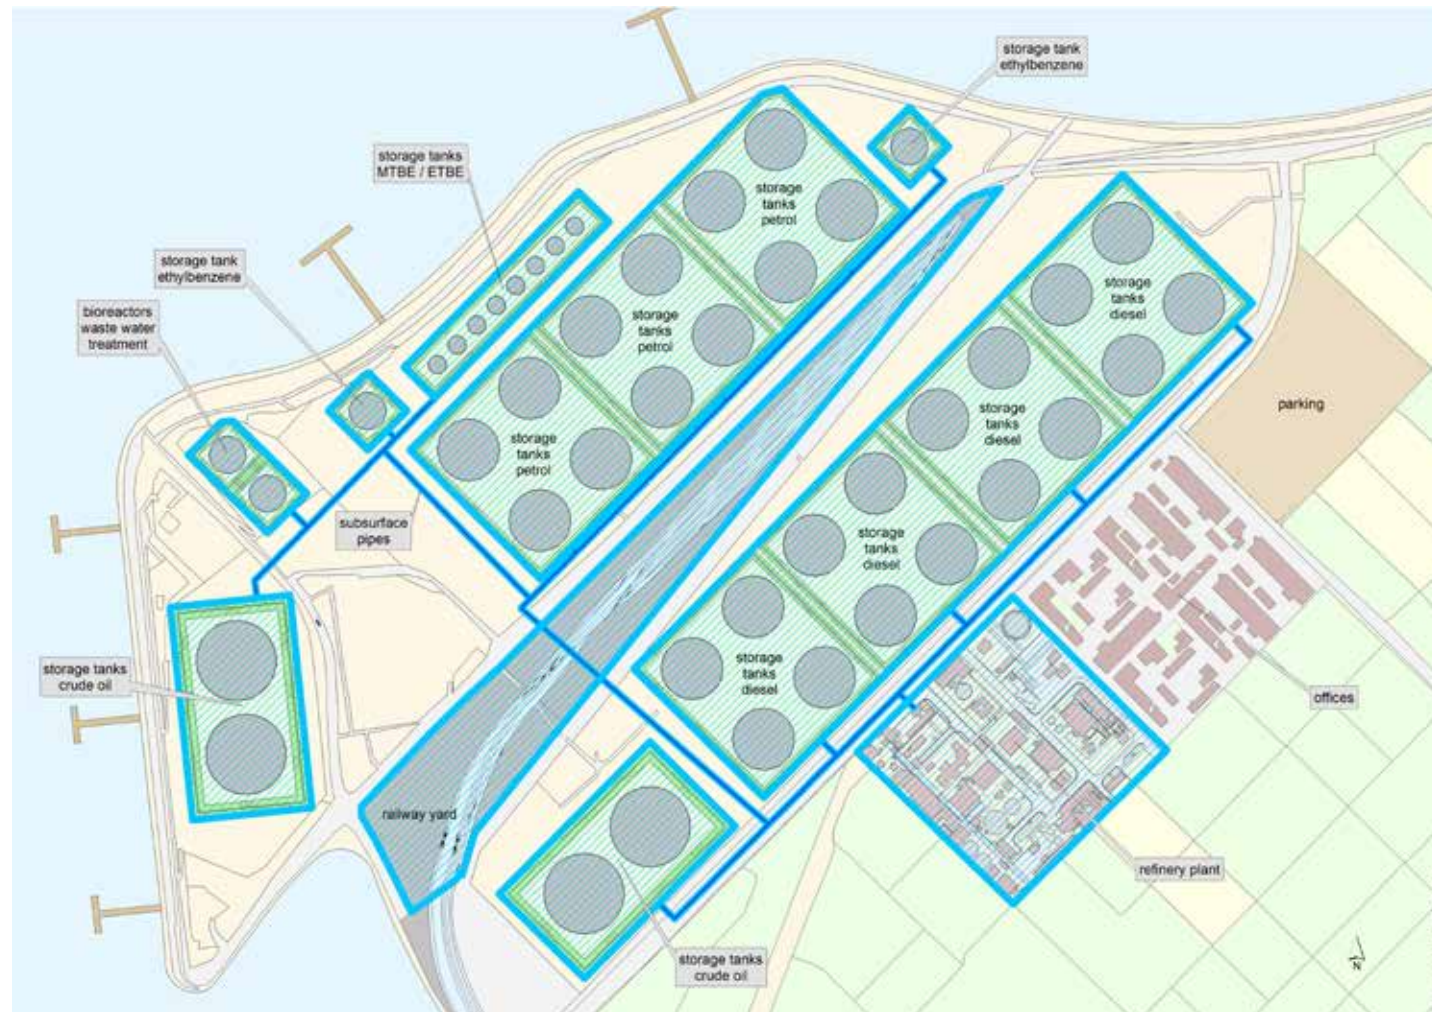 storage tank
ethylbenzene
storage tanks
MTBE / ETBE
storage
tanks
petrol
storage tank
ethylbenzene
bioreactors
waste water
treatment
storage
tanks
petrol
storage
tanks
diesel
storage
tanks
petrol
storage
tanks
diesel
parking
subsurface
pipes
storage
tanks
diesel
storage tanks
crude oil
storage
tanks
diesel
offices
railway yard
refinery plant
storage tanks
crude oil
N